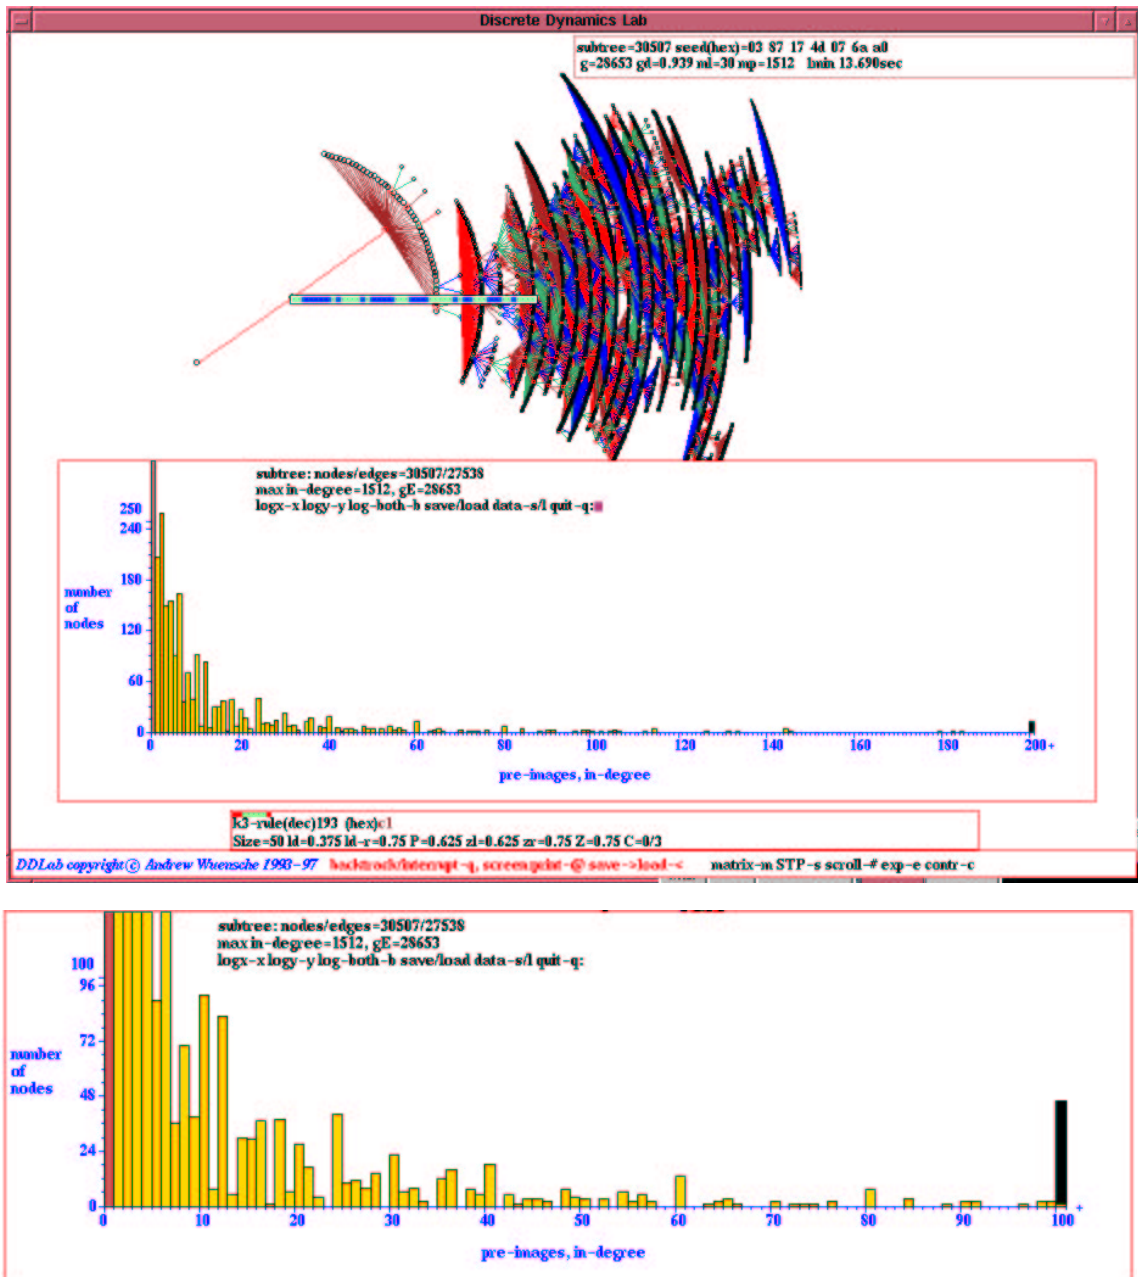 Discrete Dynamics Lab
subtree=30507 seed(hex)=03 87 17 4d 07 6a a0
g=28653 gd=0.939 ml=30 mp=1512 1min 13.690sec
subtree: nodes/edges=30507/27538
max in-degree=1512, gE=28653
logx-x logy-y log-both-b save/load data-s/l quit-q:
250
240
180
number
of
nodes
120
60
0
0 20 40 60 80 100 120 140 160 180 200+
pre-images, in-degree
k3-rule(dec)193 (hex)c1
Size=50 ld=0.375 ld-r=0.75 P=0.625 zl=0.625 zr=0.75 Z=0.75 C=0/3
DDLab copyright© Andrew Wuensche 1993-97 backtrack/interrupt-q, screenprint-@ save-> load-< matrix-m STP-s scroll-# exp-e contr-c
subtree: nodes/edges=30507/27538
max in-degree=1512, gE=28653
logx-x logy-y log-both-b save/load data-s/l quit-q:
100
96
72
number
of
nodes
48
24
0
0 10 20 30 40 50 60 70 80 90 100 +
pre-images, in-degree